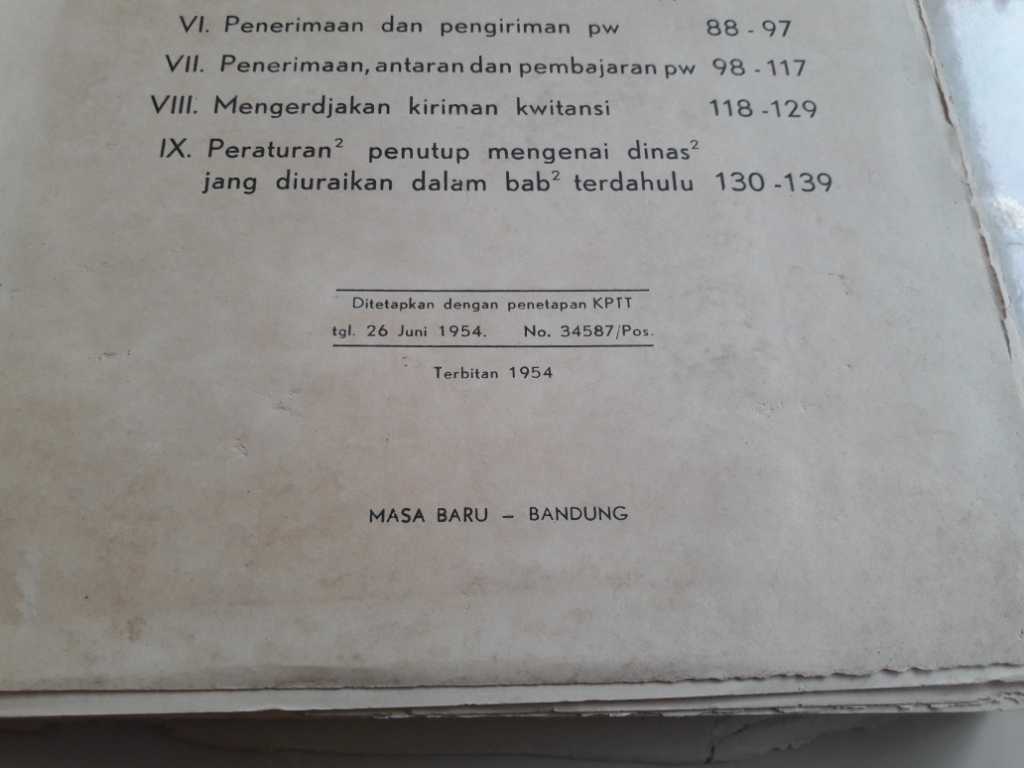 VI. Penerimaan dan pengiriman pw 88 - 97
VII. Penerimaan, antaran dan pembajaran pw 98 - 117
VIII. Mengerdjakan kiriman kwitansi 118 -129
IX. Peraturan² penutup mengenai dinas²
jang diuraikan dalam bab² terdahulu 130 -139
Ditetapkan dengan penetapan KPTT
tgl. 26 Juni 1954. No. 34587/Pos.
Terbitan 1954
MASA BARU – BANDUNG